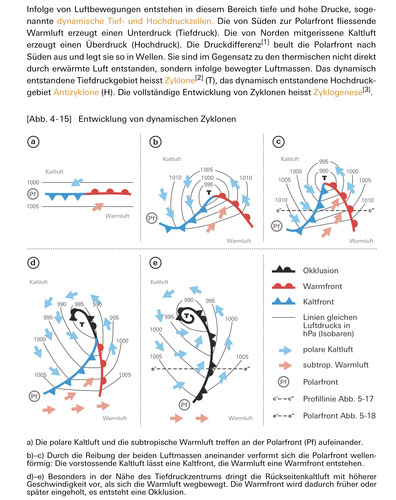 Infolge von Luftbewegungen entstehen in diesem Bereich tiefe und hohe Drucke, soge-
nannte dynamische Tief- und Hochdruckzellen. Die von Süden zur Polarfront fliessende
Warmluft erzeugt einen Unterdruck (Tiefdruck). Die von Norden mitgerissene Kaltluft
erzeugt einen Überdruck (Hochdruck). Die Druckdifferenz[1] beult die Polarfront nach
Süden aus und legt sie so in Wellen. Sie sind im Gegensatz zu den thermischen nicht direkt
durch erwärmte Luft entstanden, sondern infolge bewegter Luftmassen. Das dynamisch
entstandene Tiefdruckgebiet heisst Zyklone[2] (T), das dynamisch entstandene Hochdruck-
gebiet Antizyklone (H). Die vollständige Entwicklung von Zyklonen heisst Zyklogenese[3].
[Abb. 4-15] Entwicklung von dynamischen Zyklonen
a
Kaltluft
1000
Pf
1005
Warmluft
b
Kaltluft
1005
1010
1000
995
1010
T
Pf
Warmluft
c
Kaltluft
990
995
1000
1005
1010
1005
1010
T
c'
c''
Pf
Warmluft
d
990
985
990
995
995
1000
1000
T
Pf
Warmluft
e
990
995
990
995
1000
T
e'
e''
Pf
Warmluft
Okklusion
Warmfront
Kaltfront
Linien gleichen
Luftdrucks in
hPa (Isobaren)
polare Kaltluft
subtrop. Warmluft
Pf Polarfront
c'--c'' Profillinie Abb. 5-17
e'--e'' Polarfront Abb. 5-18
a) Die polare Kaltluft und die subtropische Warmluft treffen an der Polarfront (Pf) aufeinander.
b)–c) Durch die Reibung der beiden Luftmassen aneinander verformt sich die Polarfront wellen-
förmig: Die vorstossende Kaltluft lässt eine Kaltfront, die Warmluft eine Warmfront entstehen.
d)–e) Besonders in der Nähe des Tiefdruckzentrums dringt die Rückseitenkaltluft mit höherer
Geschwindigkeit vor, als sich die Warmluft wegbewegt. Die Warmfront wird dadurch früher oder
später eingeholt, es entsteht eine Okklusion.